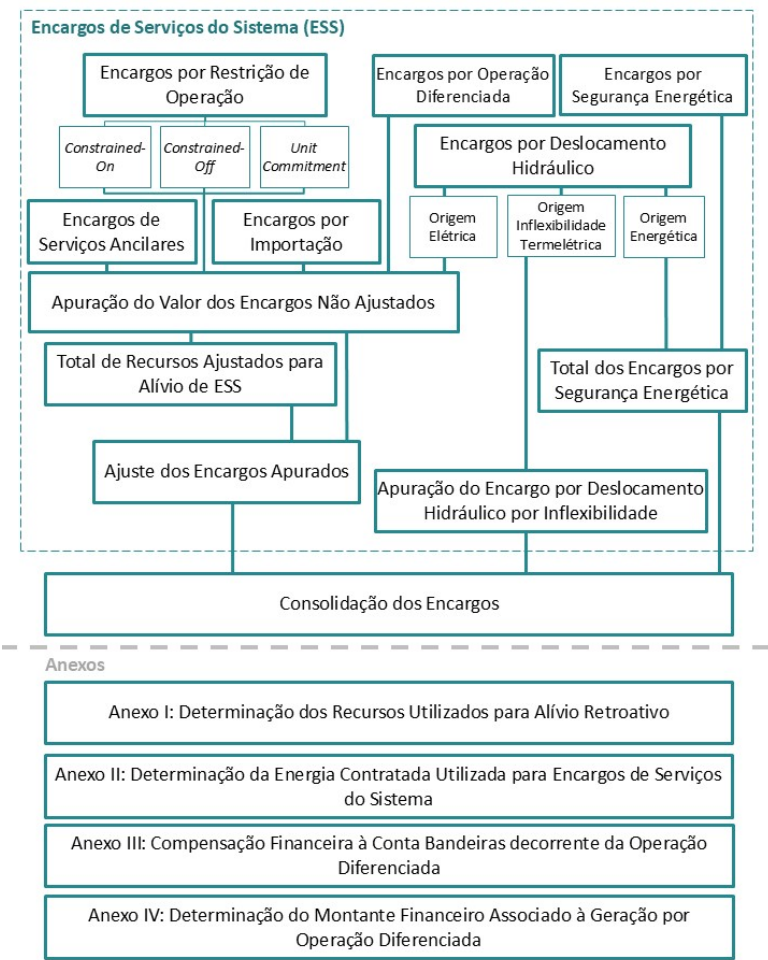 Encargos de Serviços do Sistema (ESS)
Encargos por Restrição de
Operação
Constrained-
On
Constrained-
Off
Unit
Commitment
Encargos por Operação
Diferenciada
Encargos por
Segurança Energética
Encargos por Deslocamento
Hidráulico
Origem
Elétrica
Origem
Inflexibilidade
Termelétrica
Origem
Energética
Encargos de
Serviços Ancilares
Encargos por
Importação
Apuração do Valor dos Encargos Não Ajustados
Total de Recursos Ajustados para
Alívio de ESS
Total dos Encargos por
Segurança Energética
Ajuste dos Encargos Apurados
Apuração do Encargo por Deslocamento
Hidráulico por Inflexibilidade
Consolidação dos Encargos
Anexos
Anexo I: Determinação dos Recursos Utilizados para Alívio Retroativo
Anexo II: Determinação da Energia Contratada Utilizada para Encargos de Serviços
do Sistema
Anexo III: Compensação Financeira à Conta Bandeiras decorrente da Operação
Diferenciada
Anexo IV: Determinação do Montante Financeiro Associado à Geração por
Operação Diferenciada